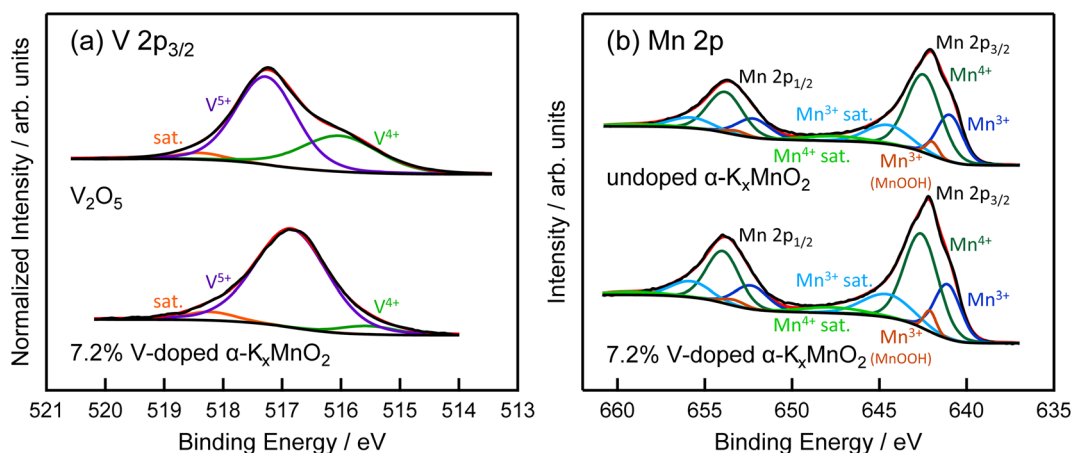 (a) V 2p3/2
V5+
sat.
V4+
V2O5
V5+
sat.
V4+
7.2% V-doped α-KxMnO2
Normalized Intensity / arb. units
521 520 519 518 517 516 515 514 513
Binding Energy / eV
(b) Mn 2p
Mn 2p3/2
Mn 2p1/2
Mn4+
Mn3+ sat.
Mn3+
Mn4+ sat.
Mn3+
(MnOOH)
undoped α-KxMnO2
Mn 2p3/2
Mn 2p1/2
Mn4+
Mn3+ sat.
Mn3+
Mn4+ sat.
Mn3+
(MnOOH)
7.2% V-doped α-KxMnO2
Intensity / arb. units
660 655 650 645 640 635
Binding Energy / eV